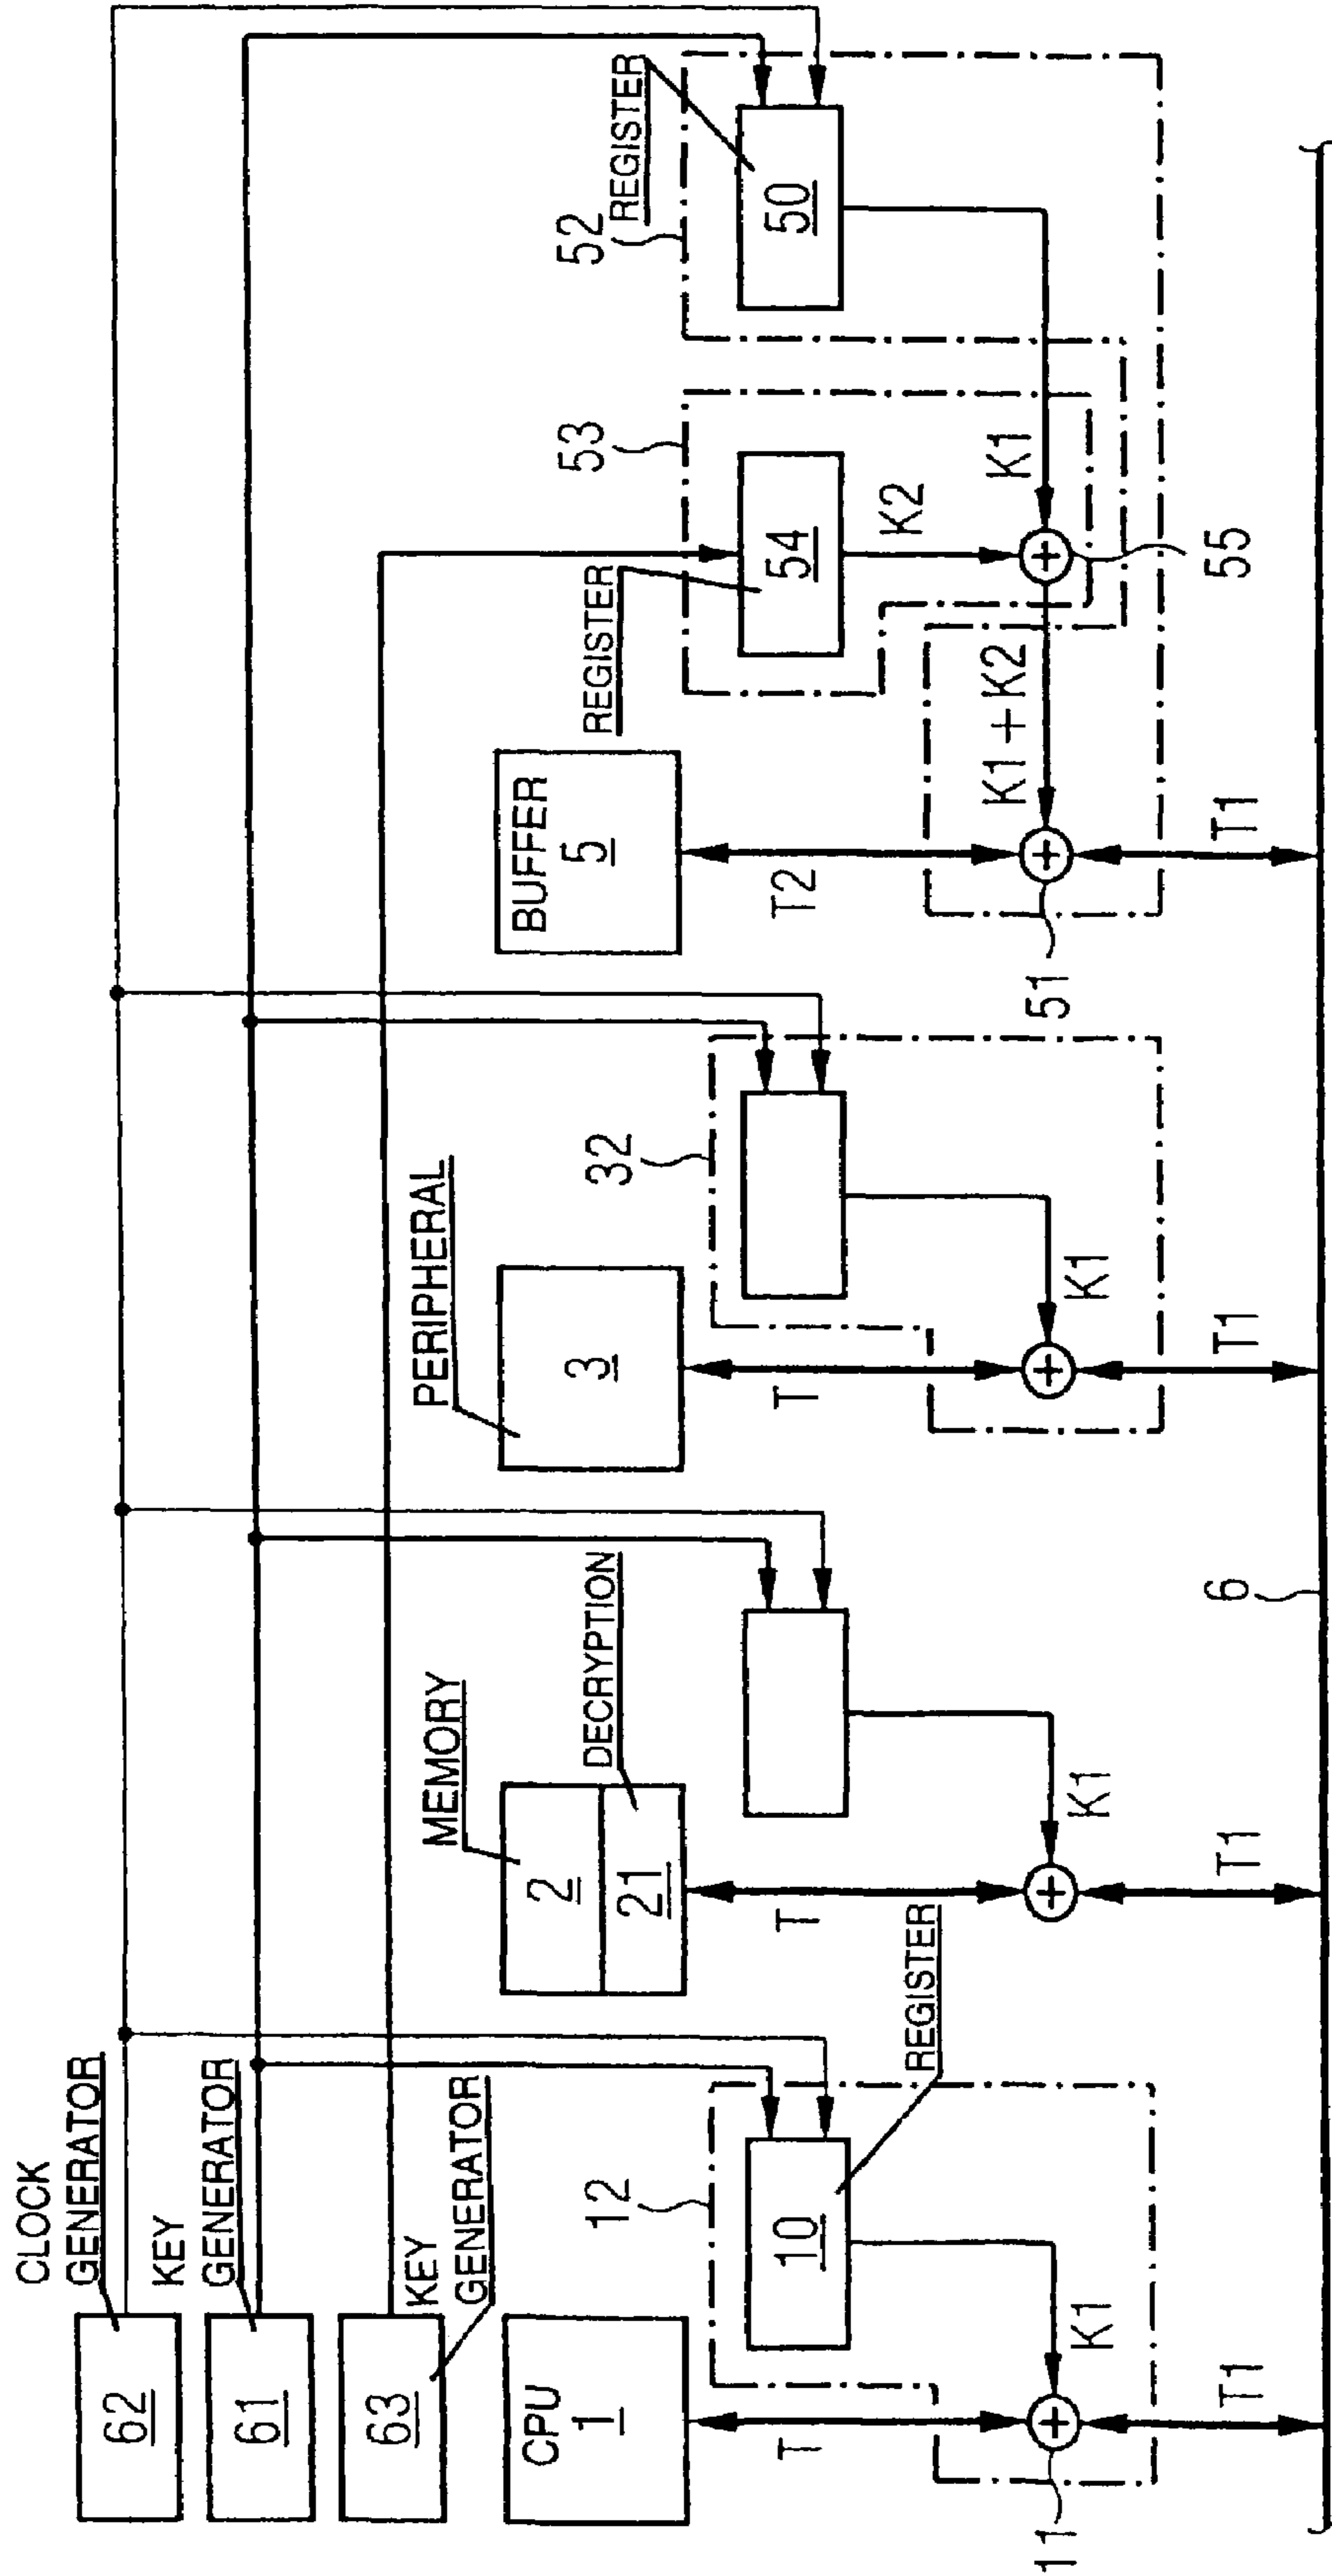 CLOCK
GENERATOR
62
KEY
GENERATOR
61
63
KEY
GENERATOR
CPU
1
MEMORY
2
21
DECRYPTION
PERIPHERAL
3
BUFFER
5
REGISTER
54
53
REGISTER
50
52
12
10
REGISTER
32
T
T
T
T2
K2
K1
K1
K1
K1+K2
K1
11
51
55
T1
T1
T1
T1
6